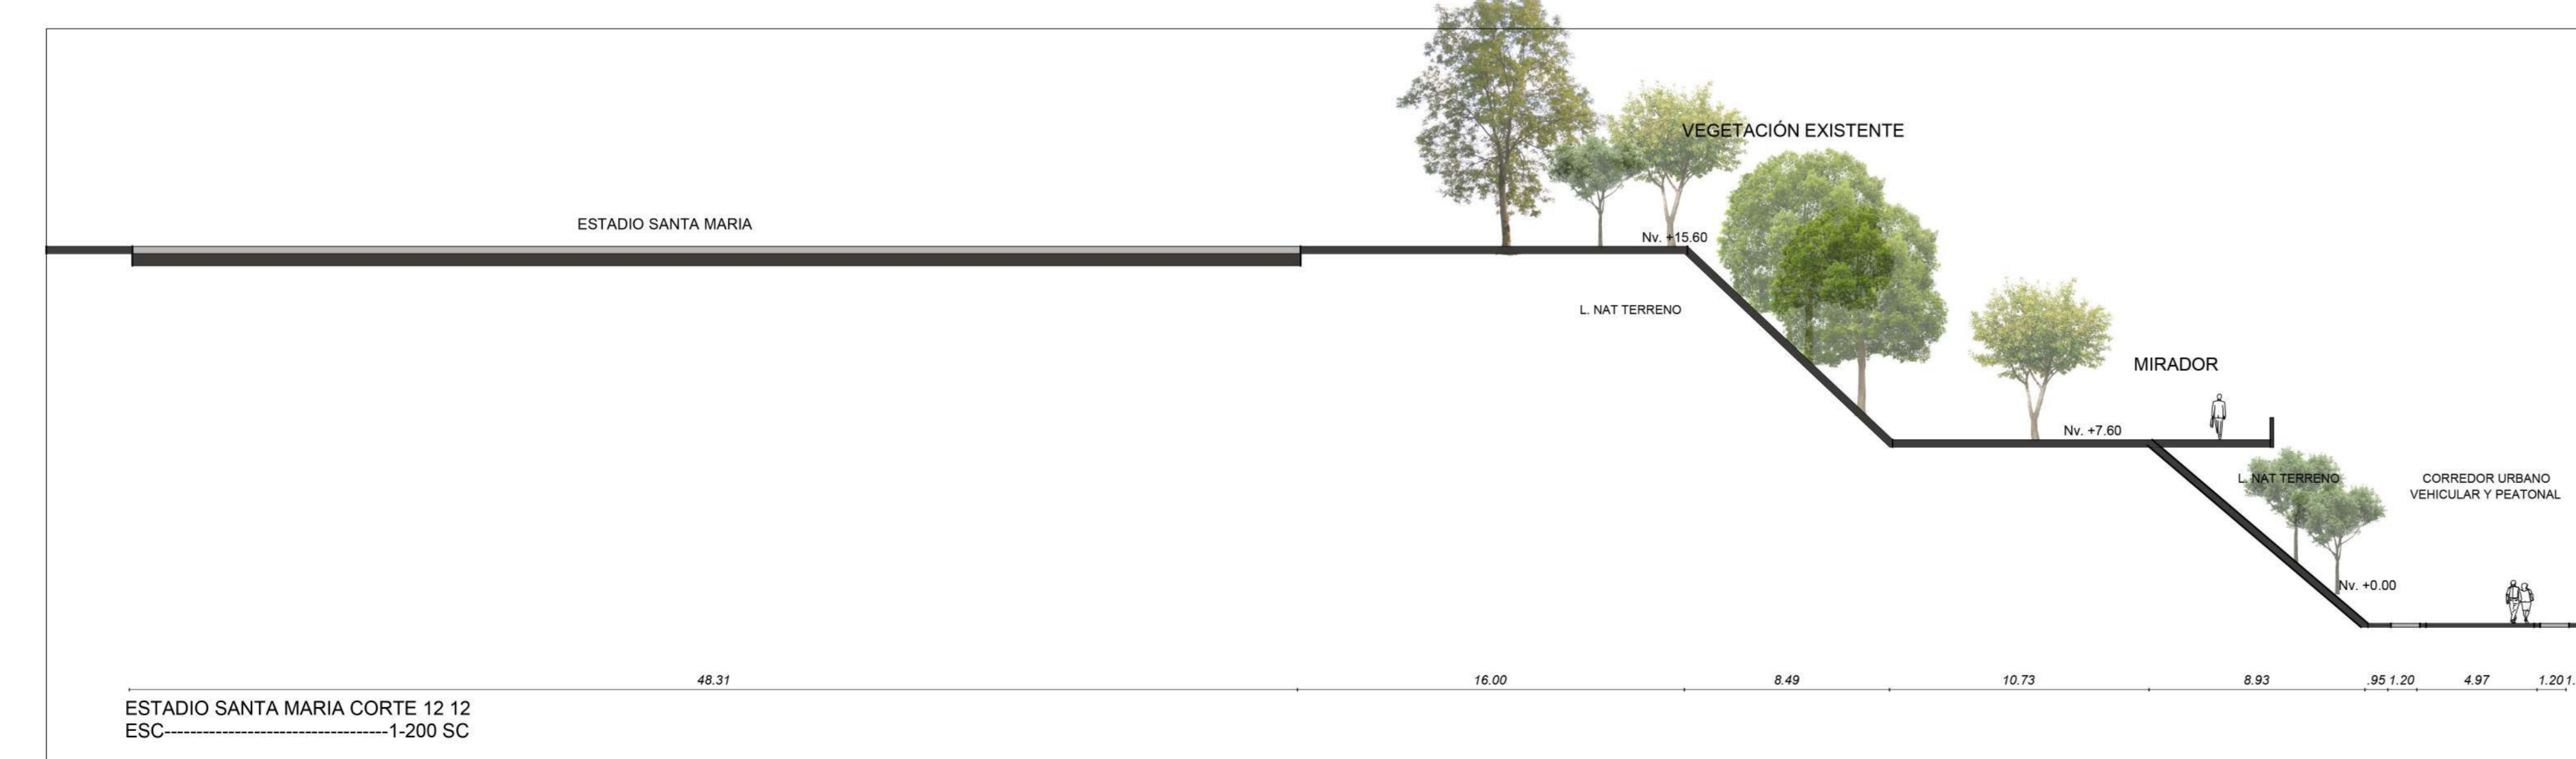 VEGETACIÓN EXISTENTE
ESTADIO SANTA MARIA
Nv. +15.60
L. NAT TERRENO
MIRADOR
Nv. +7.60
L. NAT TERRENO
CORREDOR URBANO
VEHICULAR Y PEATONAL
Nv. +0.00
48.31 16.00 8.49 10.73 8.93 .95 1.20 4.97 1.20 1.
ESTADIO SANTA MARIA CORTE 12 12
ESC-----------------------------------1-200 SC